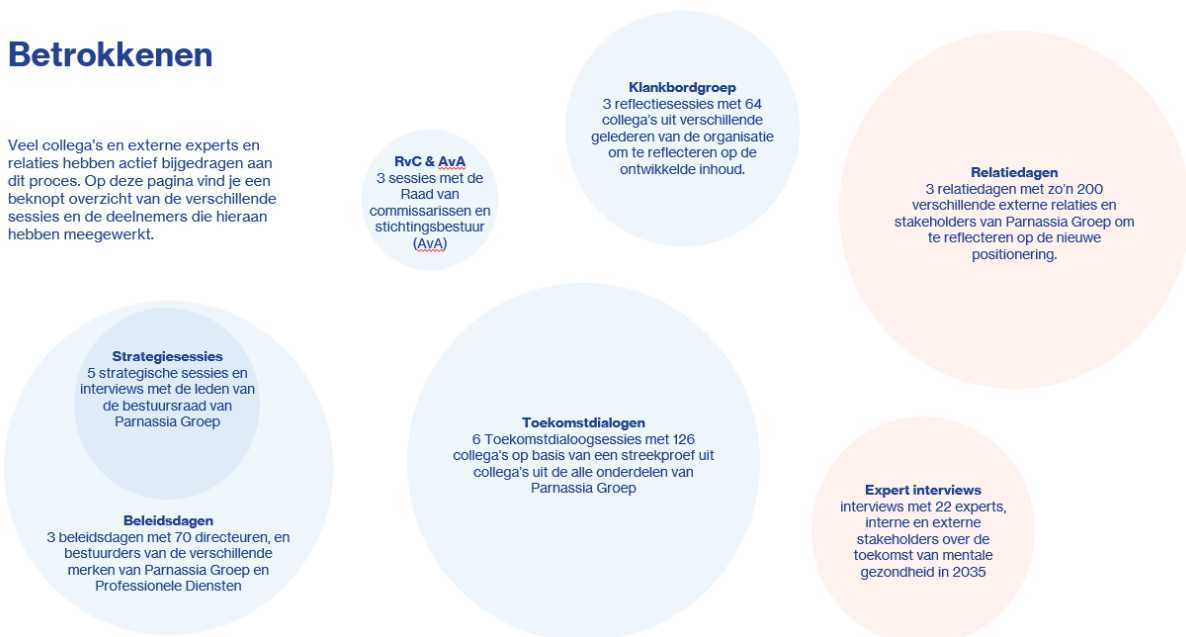 Betrokkenen
Veel collega's en externe experts en
relaties hebben actief bijgedragen aan
dit proces. Op deze pagina vind je een
beknopt overzicht van de verschillende
sessies en de deelnemers die hieraan
hebben meegewerkt.
RvC & AvA
3 sessies met de
Raad van
commissarissen en
stichtingsbestuur
(AvA)
Klankbordgroep
3 reflectiesessies met 64
collega's uit verschillende
gelederen van de organisatie
om te reflecteren op de
ontwikkelde inhoud.
Relatiedagen
3 relatiedagen met zo'n 200
verschillende externe relaties en
stakeholders van Parnassia Groep om
te reflecteren op de nieuwe
positionering.
Strategiesessies
5 strategische sessies en
interviews met de leden van
de bestuursraad van
Parnassia Groep
Beleidsdagen
3 beleidsdagen met 70 directeuren, en
bestuurders van de verschillende
merken van Parnassia Groep en
Professionele Diensten
Toekomstdialogen
6 Toekomstdialoogsessies met 126
collega's op basis van een streekproef uit
collega's uit de alle onderdelen van
Parnassia Groep
Expert interviews
interviews met 22 experts,
interne en externe
stakeholders over de
toekomst van mentale
gezondheid in 2035